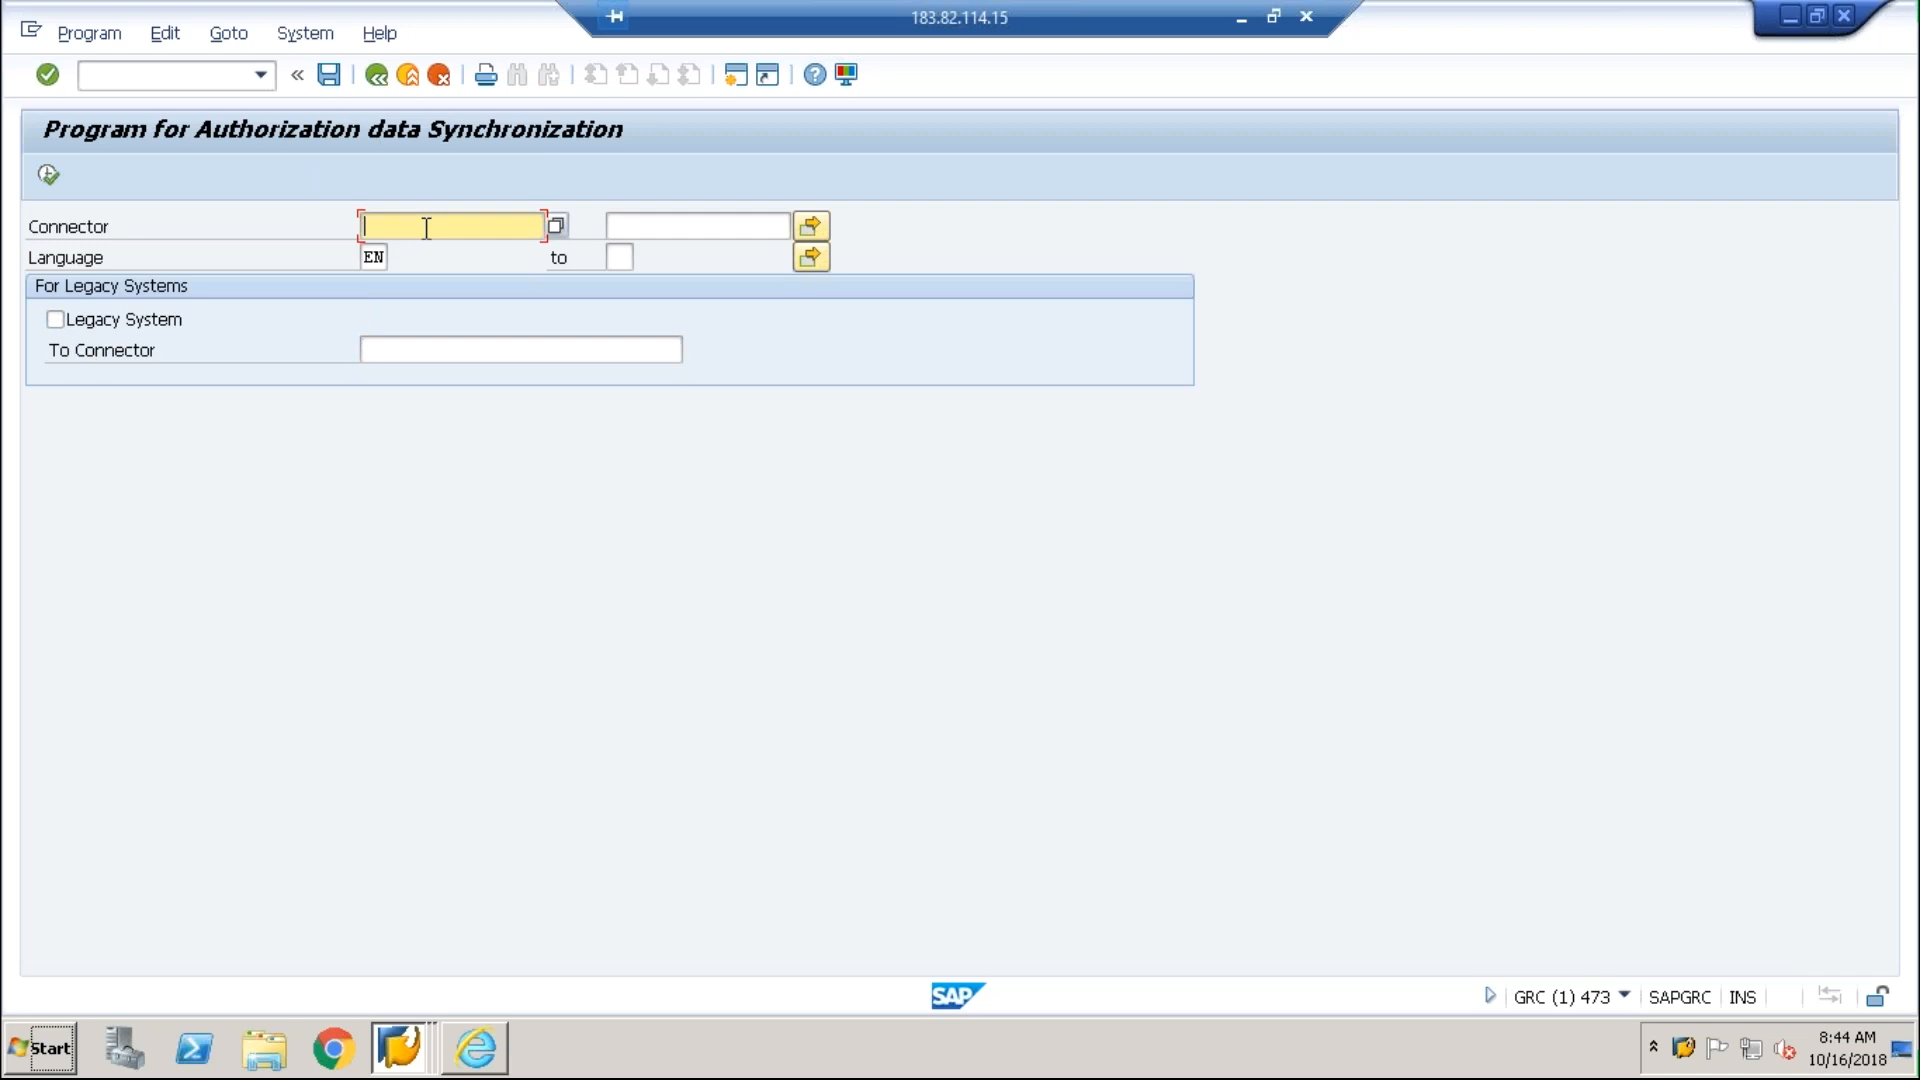 183.82.114.15
Program Edit Goto System Help
Program for Authorization data Synchronization
Connector
Language EN to
For Legacy Systems
Legacy System
To Connector
SAP
GRC (1) 473 SAPGRC INS
Start
8:44 AM
10/16/2018